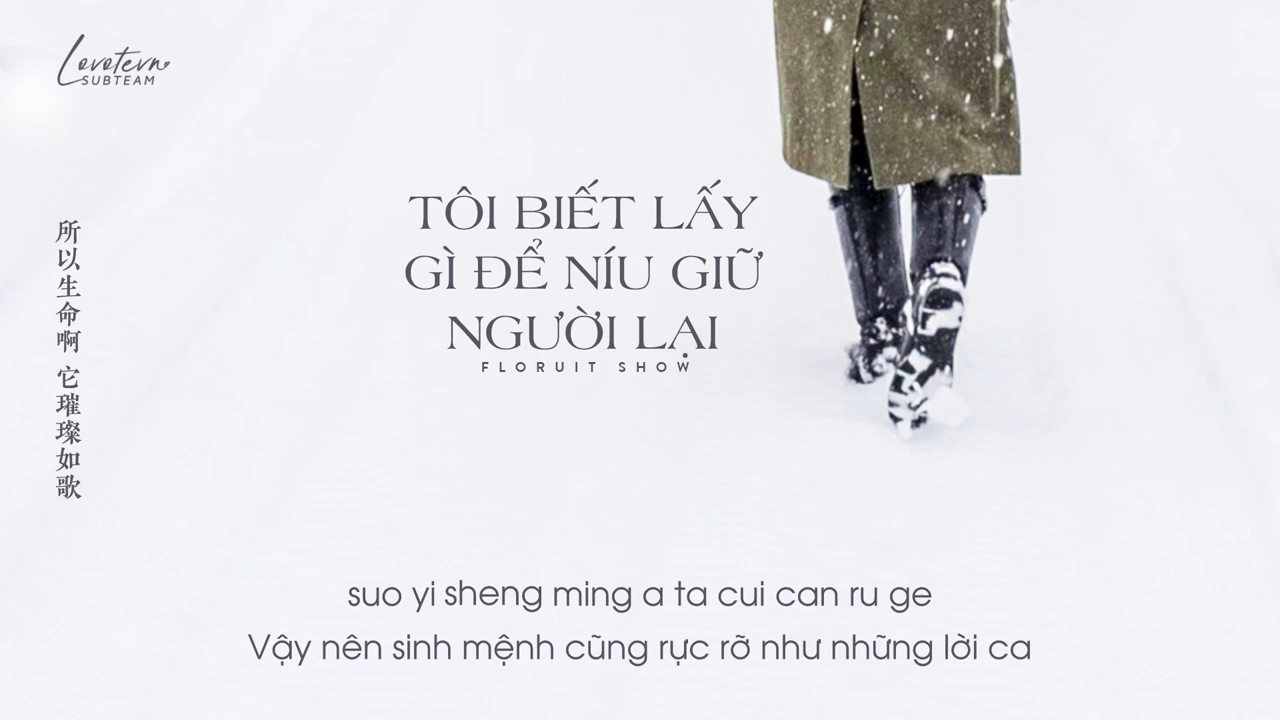 Lovetevn
SUBTEAM
所以生命啊 它璀璨如歌
TÔI BIẾT LẤY
GÌ ĐỂ NÍU GIỮ
NGƯỜI LẠI
FLORUIT SHOW
suo yi sheng ming a ta cui can ru ge
Vậy nên sinh mệnh cũng rực rỡ như những lời ca